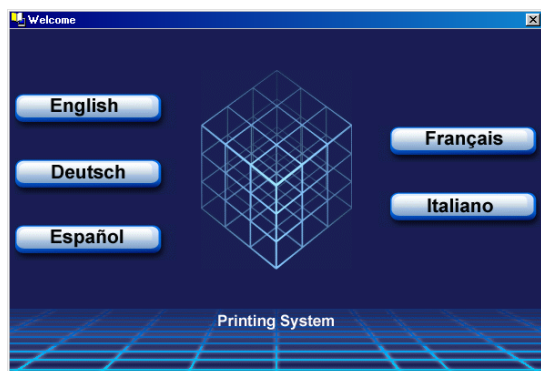 Welcome
English
Deutsch
Español
Français
Italiano
Printing System